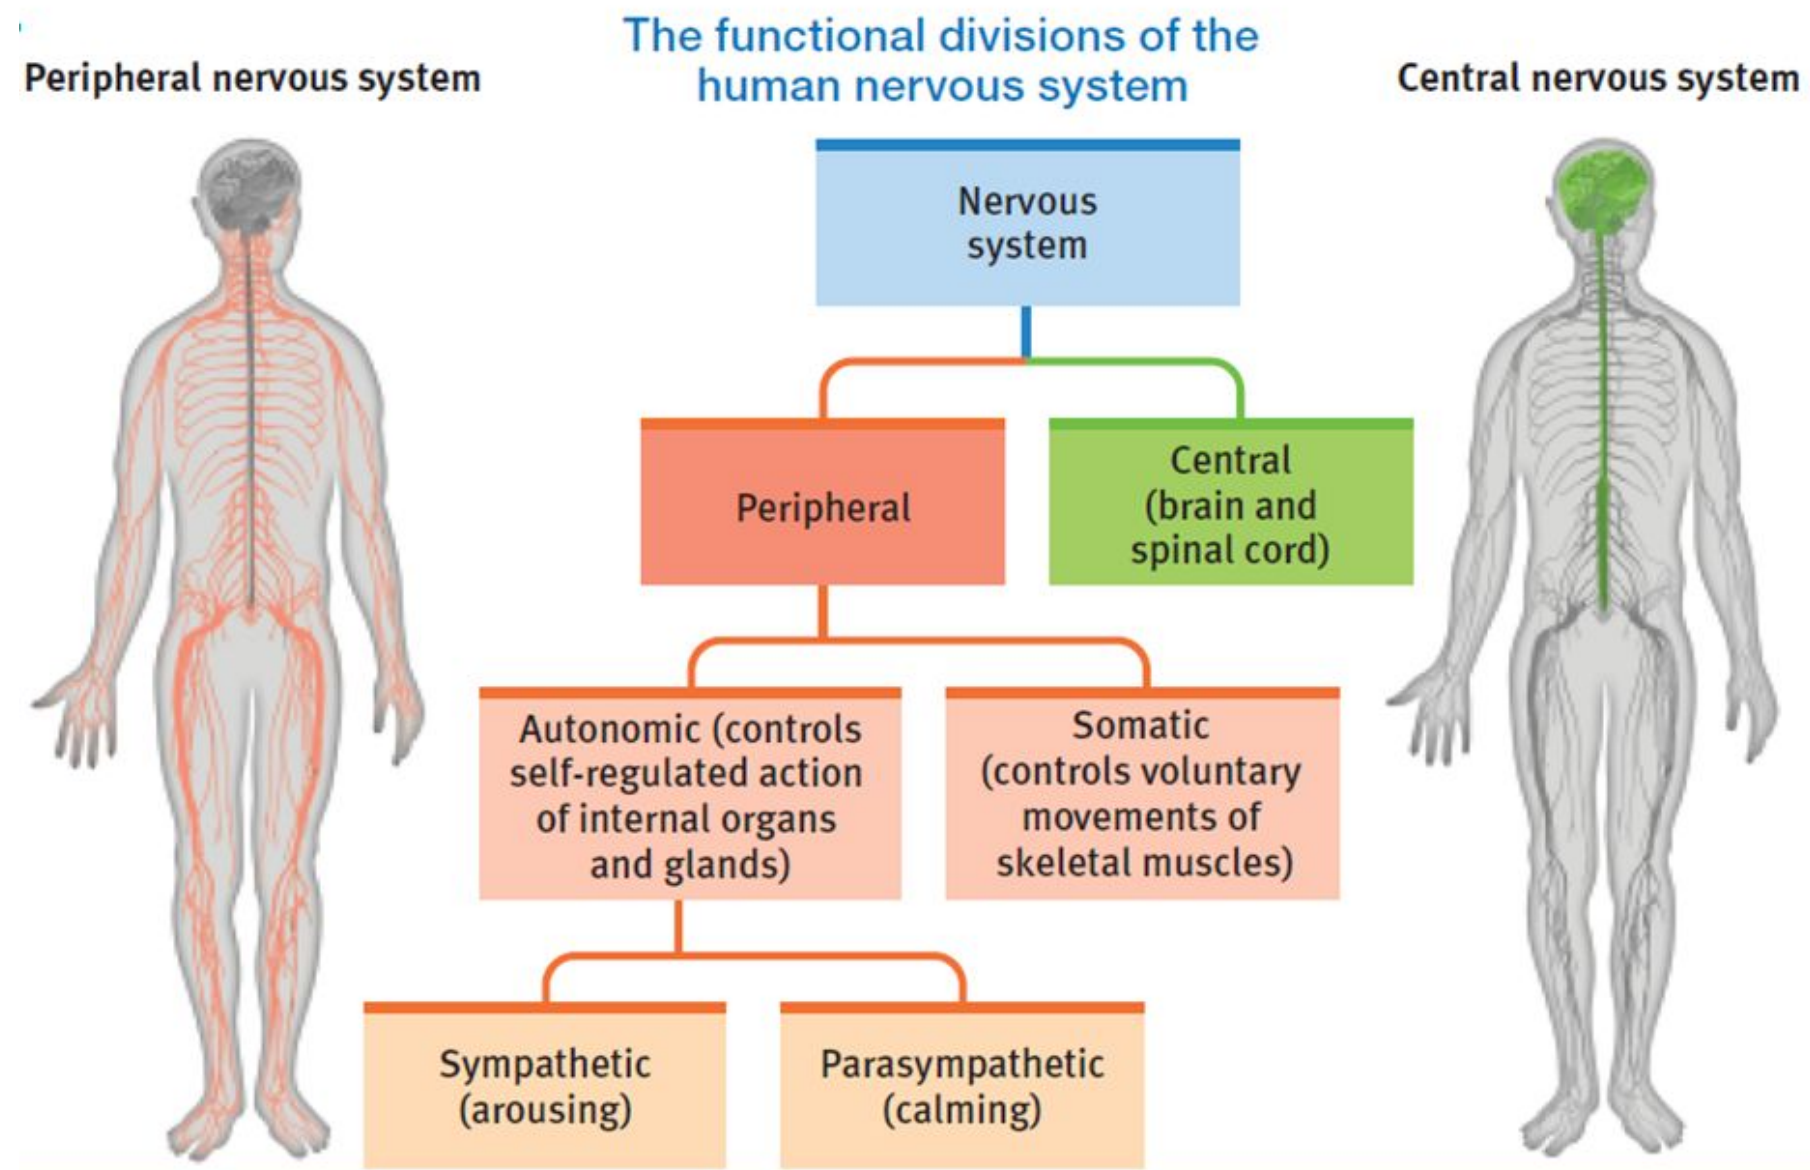 The functional divisions of the
human nervous system
Peripheral nervous system
Central nervous system
Nervous
system
Peripheral
Central
(brain and
spinal cord)
Autonomic (controls
self-regulated action
of internal organs
and glands)
Somatic
(controls voluntary
movements of
skeletal muscles)
Sympathetic
(arousing)
Parasympathetic
(calming)